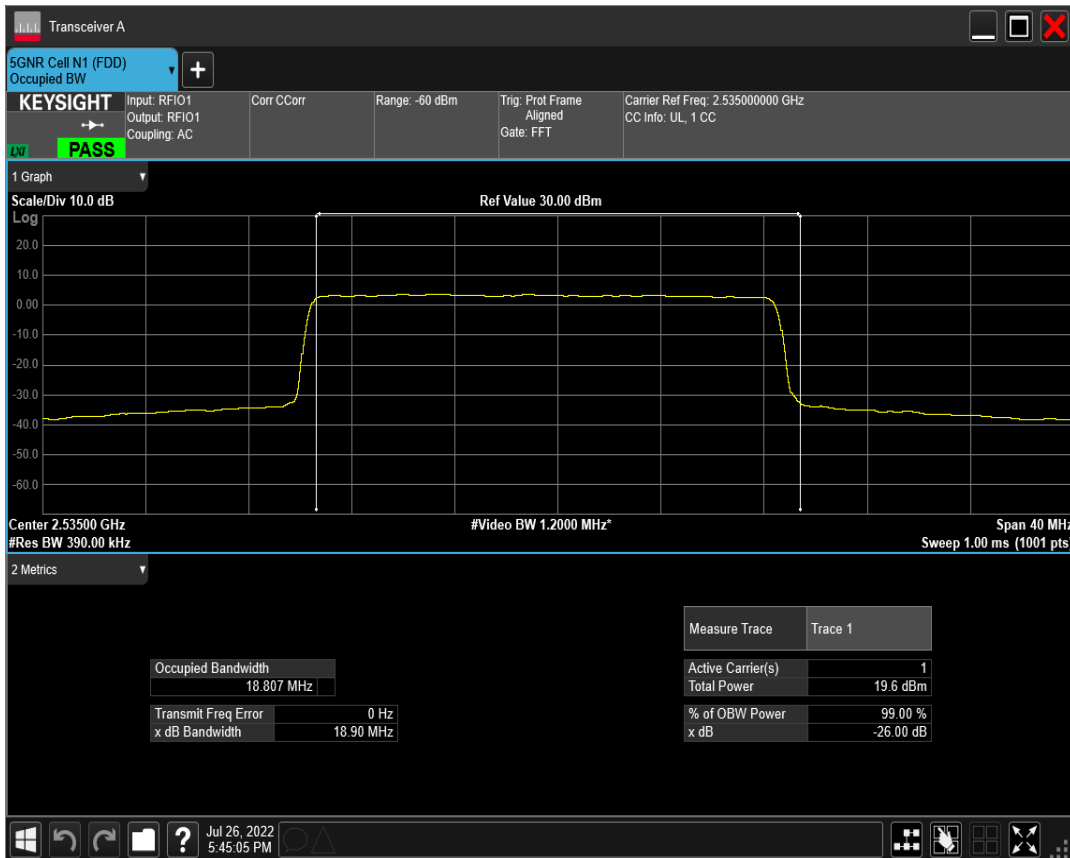 Transceiver A
5GNR Cell N1 (FDD)
Occupied BW
+
KEYSIGHT
LXI
PASS
Input: RFIO1
Output: RFIO1
Coupling: AC
Corr CCorr
Range: -60 dBm
Trig: Prot Frame
Aligned
Gate: FFT
Carrier Ref Freq: 2.535000000 GHz
CC Info: UL, 1 CC
1 Graph
Scale/Div 10.0 dB
Ref Value 30.00 dBm
Log
20.0
10.0
0.00
-10.0
-20.0
-30.0
-40.0
-50.0
-60.0
Center 2.53500 GHz
#Video BW 1.2000 MHz*
Span 40 MHz
#Res BW 390.00 kHz
Sweep 1.00 ms (1001 pts)
2 Metrics
Measure Trace Trace 1
Occupied Bandwidth
18.807 MHz
Active Carrier(s) 1
Total Power 19.6 dBm
Transmit Freq Error 0 Hz
x dB Bandwidth 18.90 MHz
% of OBW Power 99.00 %
x dB -26.00 dB
?
Jul 26, 2022
5:45:05 PM